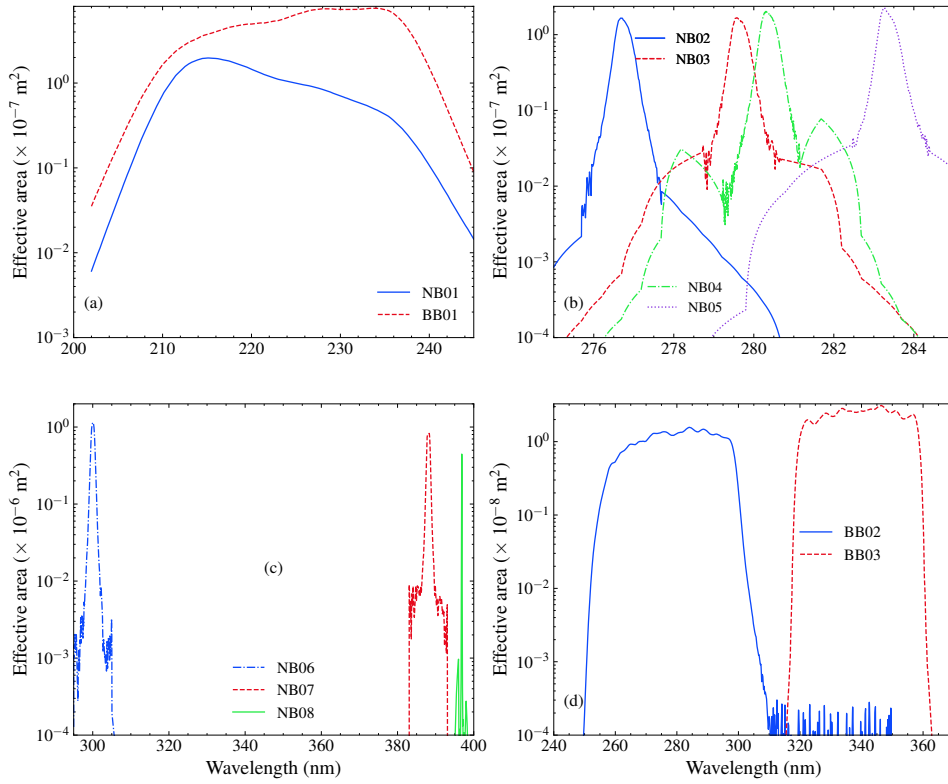 Effective area (× 10⁻⁷ m²)
10⁰
10⁻¹
10⁻²
10⁻³
(a)
NB01
BB01
200 210 220 230 240
Effective area (× 10⁻⁷ m²)
10⁰
10⁻¹
10⁻²
10⁻³
10⁻⁴
NB02
NB03
(b)
NB04
NB05
276 278 280 282 284
Effective area (× 10⁻⁶ m²)
10⁰
10⁻¹
10⁻²
10⁻³
10⁻⁴
(c)
NB06
NB07
NB08
300 320 340 360 380 400
Wavelength (nm)
Effective area (× 10⁻⁸ m²)
10⁰
10⁻¹
10⁻²
10⁻³
10⁻⁴
BB02
BB03
(d)
240 260 280 300 320 340 360
Wavelength (nm)